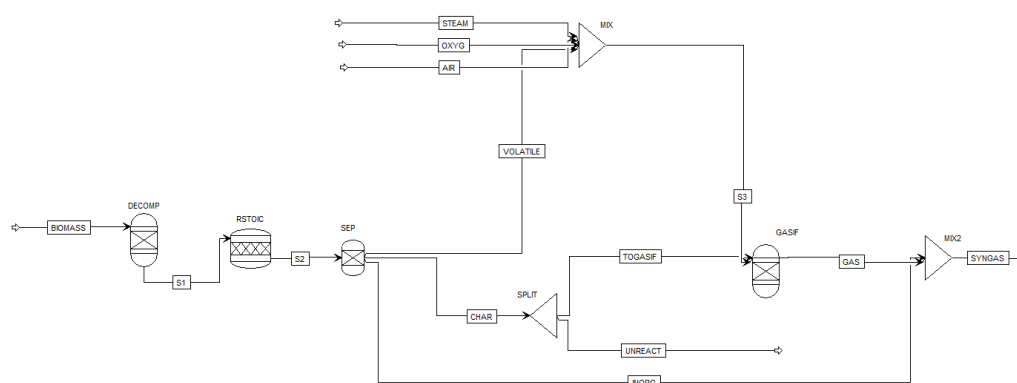 STEAM
MIX
OXYG
AIR
VOLATILE
DECOMP
RSTOIC
SEP
BIOMASS
S1
S2
S3
GASIF
MIX2
TOGASIF
GAS
SYNGAS
SPLIT
CHAR
UNREACT
INORG